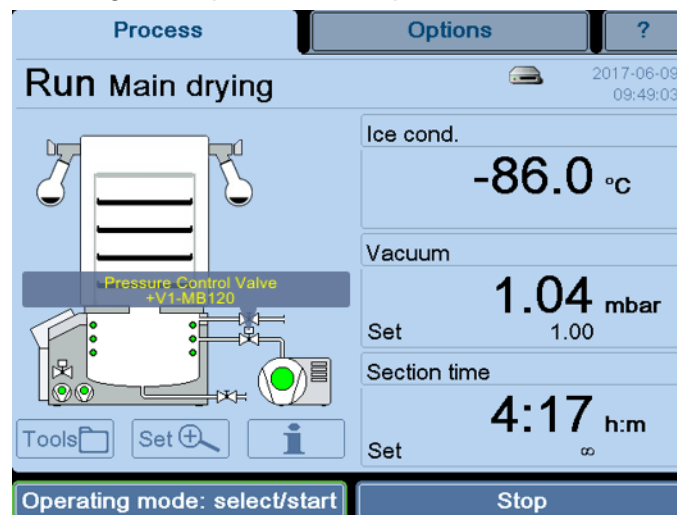 Process
Options
?
Run Main drying
2017-06-09
09:49:03
Ice cond.
-86.0 °C
Vacuum
1.04 mbar
Set 1.00
Section time
4:17 h:m
Set ∞
Pressure Control Valve
+V1-MB120
Tools
Set
i
Operating mode: select/start
Stop